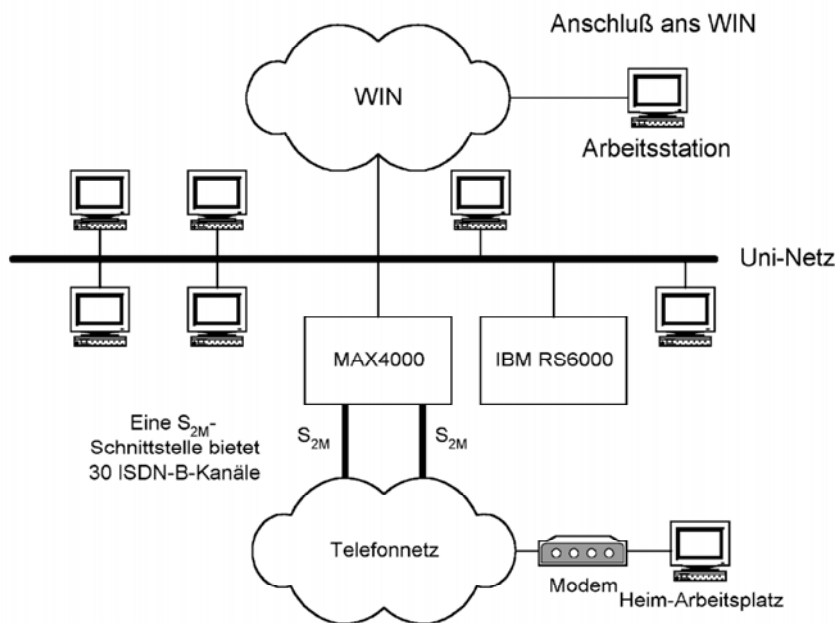 Anschluß ans WIN
WIN
Arbeitsstation
Uni-Netz
MAX4000
IBM RS6000
Eine S2M-
Schnittstelle bietet
30 ISDN-B-Kanäle
S2M
S2M
Telefonnetz
Modem
Heim-Arbeitsplatz